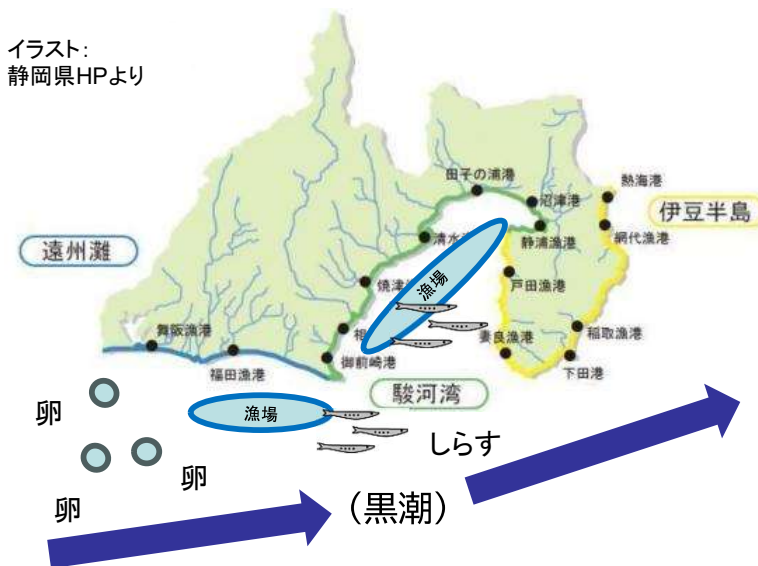 イラスト：
静岡県HPより
田子の浦港
沼津港
熱海港
伊豆半島
静浦漁港
網代漁港
遠州灘
清水
焼津
漁場
戸田漁港
舞阪漁港
相
妻良漁港
稲取漁港
福田漁港
御前崎港
下田港
駿河湾
卵
漁場
しらす
卵
卵
（黒潮）